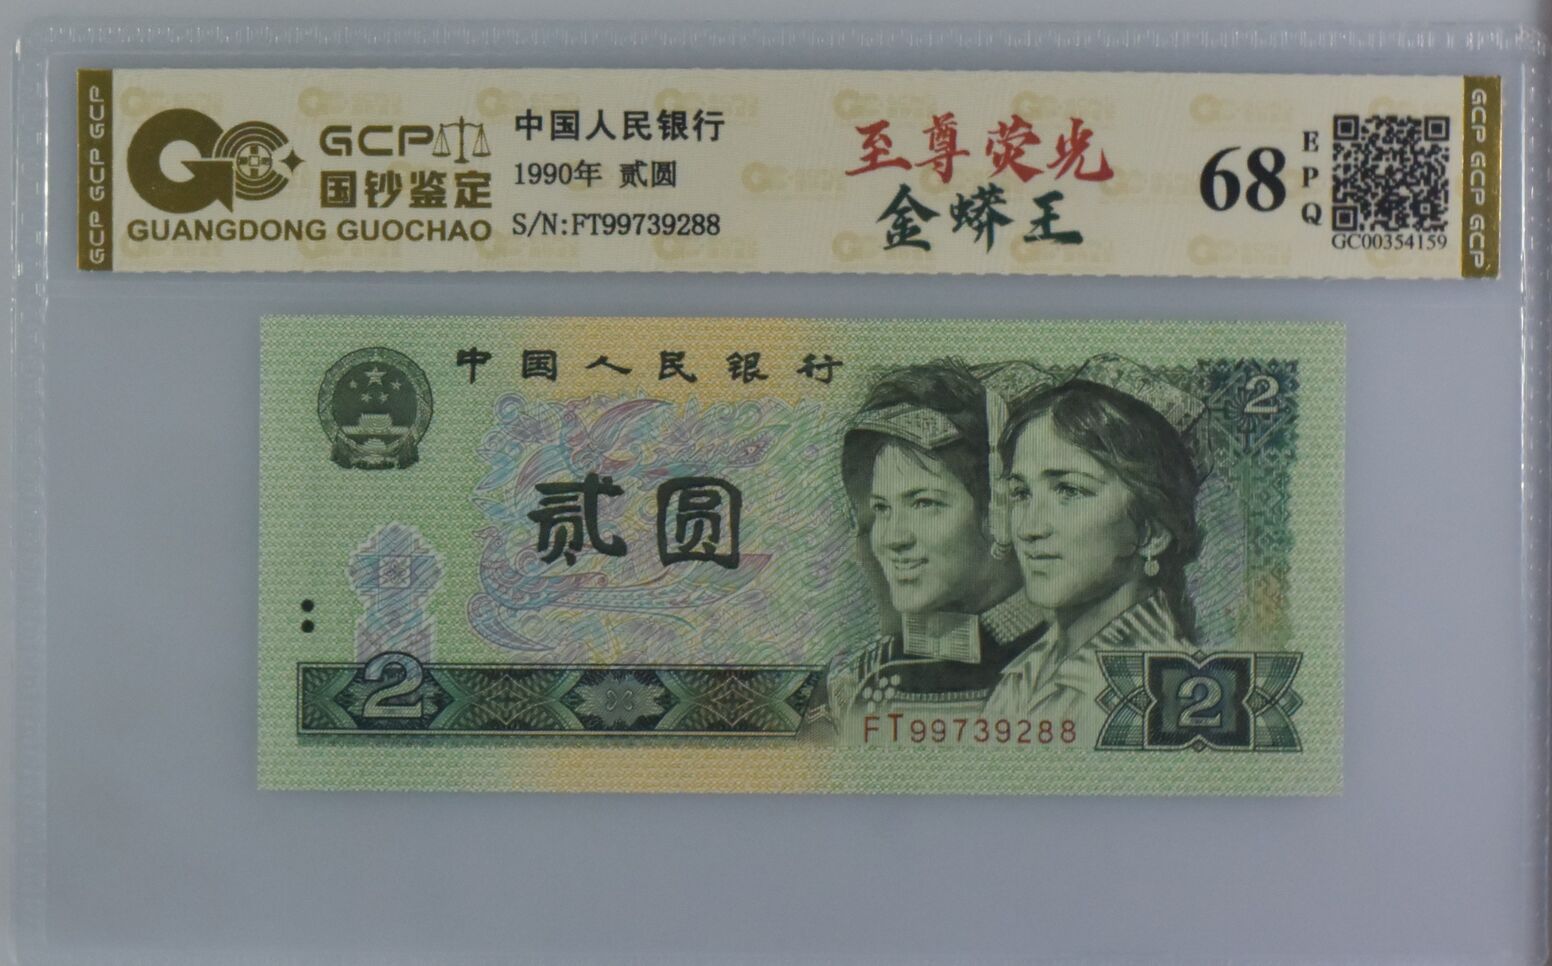 GCP GCP GCP
GCP
国钞鉴定
GUANGDONG GUOCHAO
中国人民银行
1990年 贰圆
S/N:FT99739288
至尊荧光
金蟒王
68
EPQ
GC00354159
GCP GCP GCP
中国人民银行
2
贰圆
2
FT99739288
2